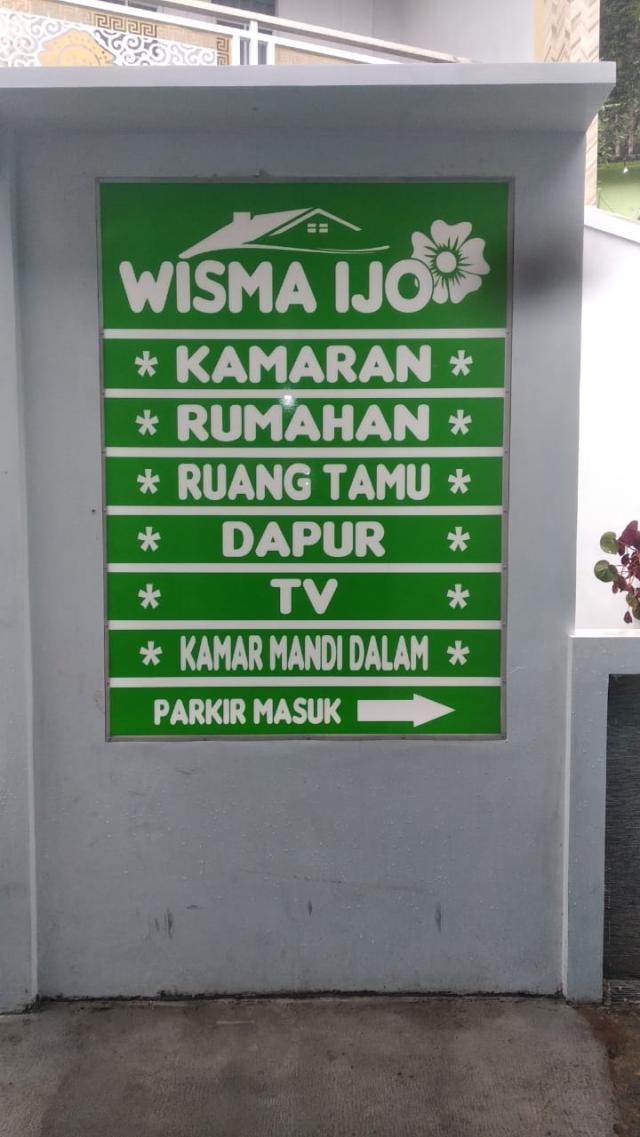 WISMA IJO
* KAMARAN *
* RUMAHAN *
* RUANG TAMU *
* DAPUR *
* TV *
* KAMAR MANDI DALAM *
PARKIR MASUK